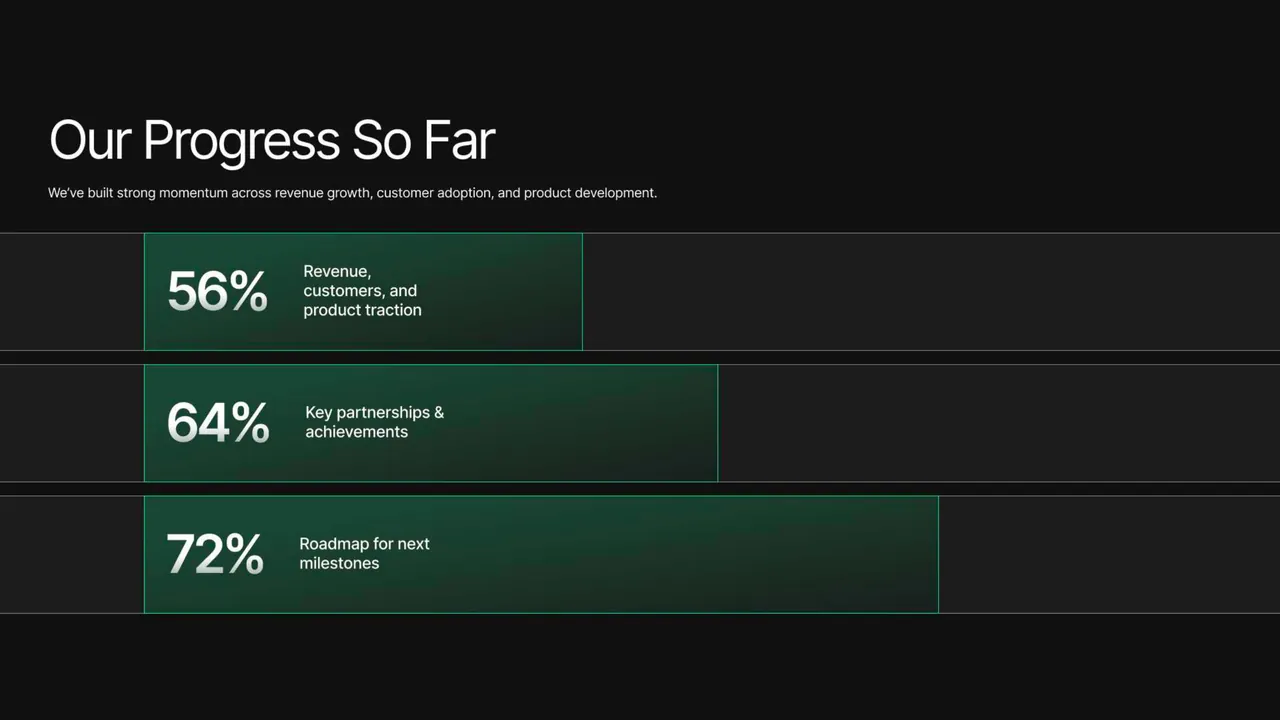 Our Progress So Far
We’ve built strong momentum across revenue growth, customer adoption, and product development.
56%
Revenue,
customers, and
product traction
64%
Key partnerships &
achievements
72%
Roadmap for next
milestones